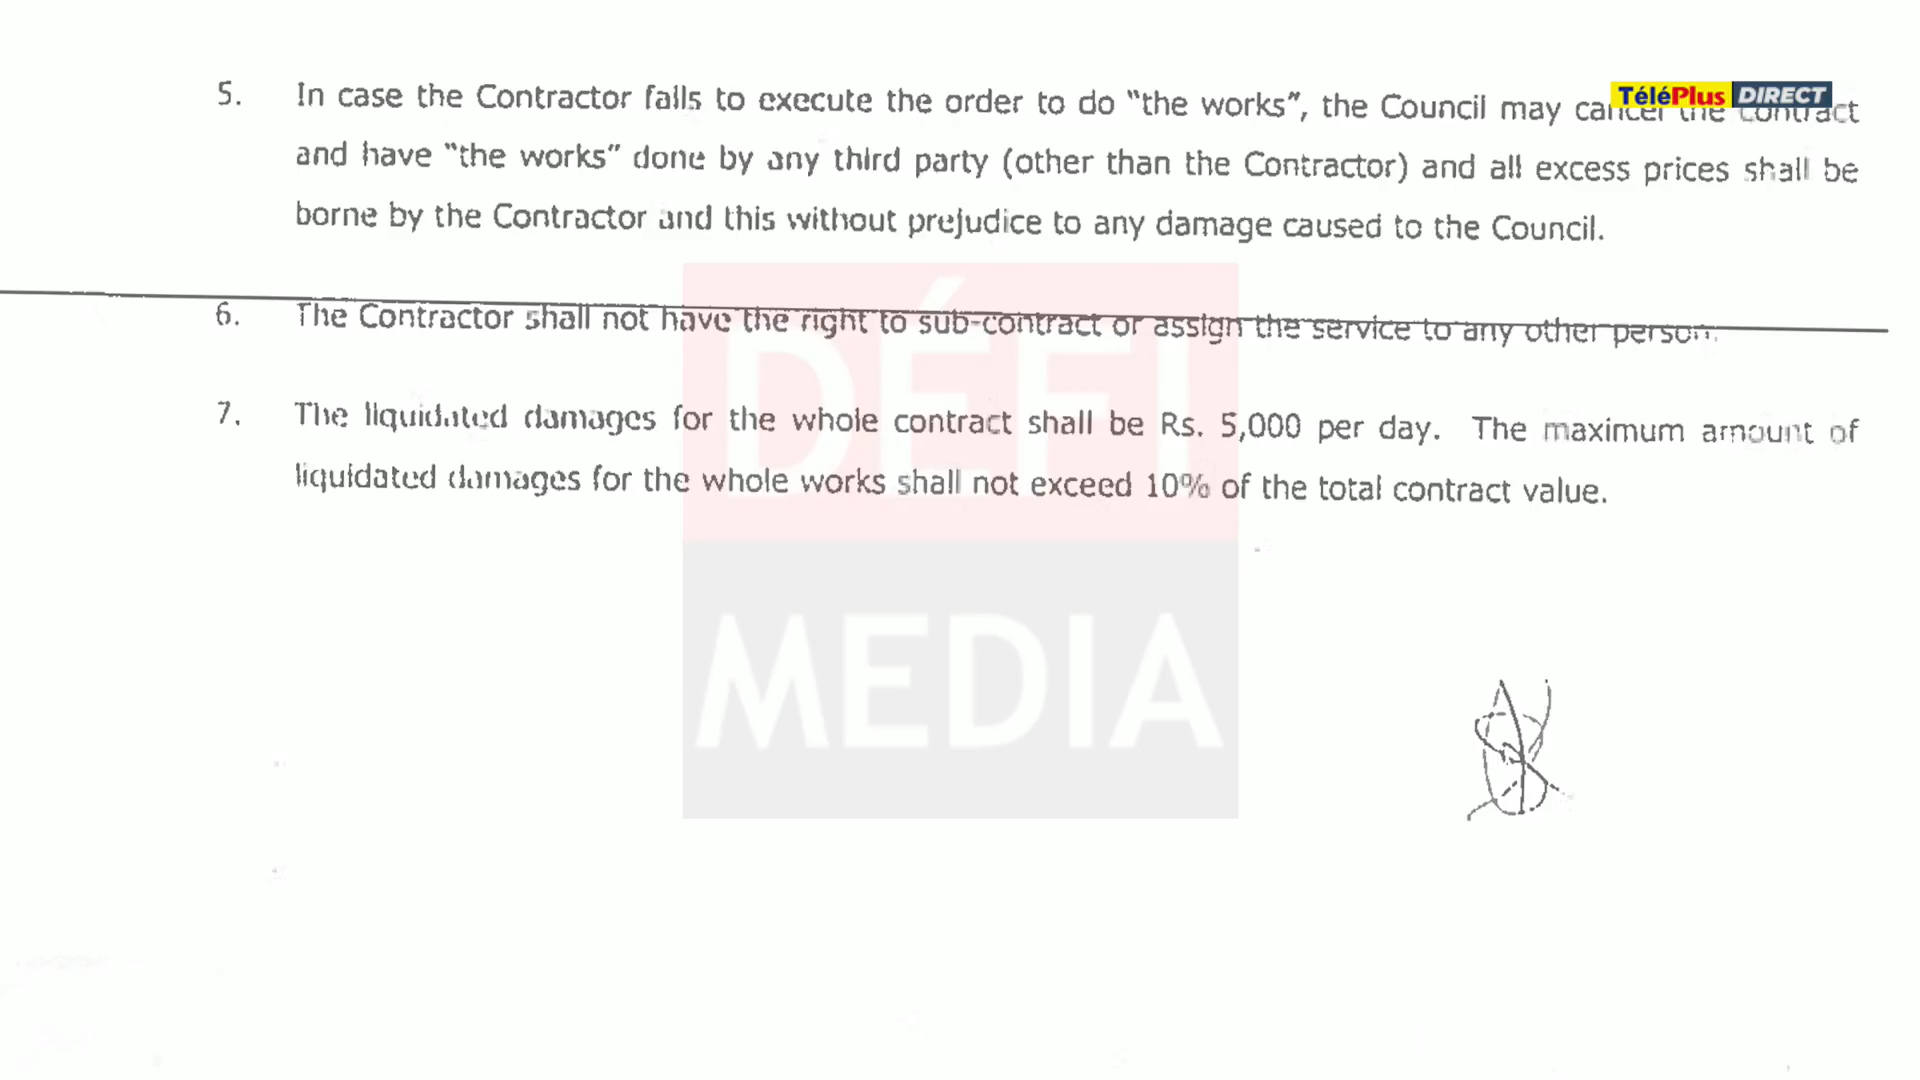 TéléPlus DIRECT
5. In case the Contractor fails to execute the order to do "the works", the Council may cancel the contract
and have "the works" done by any third party (other than the Contractor) and all excess prices shall be
borne by the Contractor and this without prejudice to any damage caused to the Council.
6. The Contractor shall not have the right to sub-contract or assign the service to any other person.
7. The liquidated damages for the whole contract shall be Rs. 5,000 per day. The maximum amount of
liquidated damages for the whole works shall not exceed 10% of the total contract value.
DÉFI
MEDIA